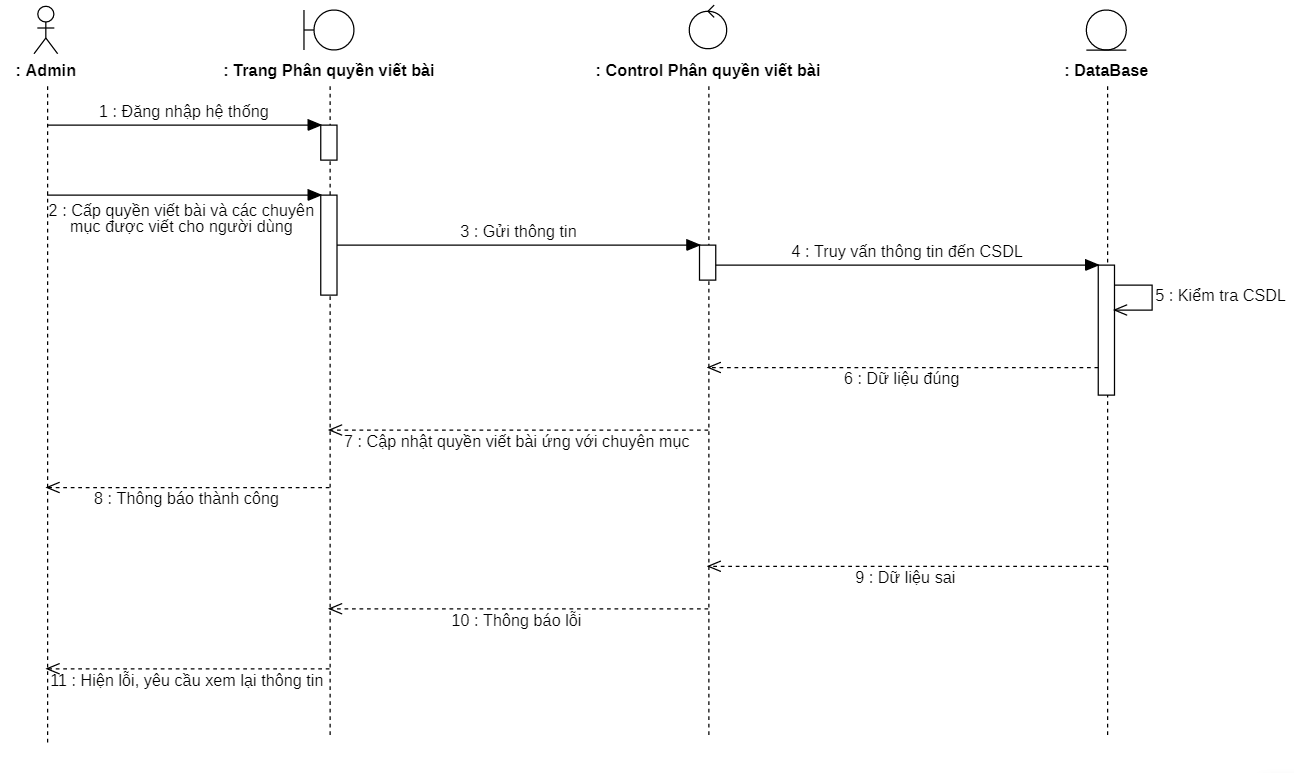 : Admin
: Trang Phân quyền viết bài
: Control Phân quyền viết bài
: DataBase
1 : Đăng nhập hệ thống
2 : Cấp quyền viết bài và các chuyên
mục được viết cho người dùng
3 : Gửi thông tin
4 : Truy vấn thông tin đến CSDL
5 : Kiểm tra CSDL
6 : Dữ liệu đúng
7 : Cập nhật quyền viết bài ứng với chuyên mục
8 : Thông báo thành công
9 : Dữ liệu sai
10 : Thông báo lỗi
11 : Hiện lỗi, yêu cầu xem lại thông tin